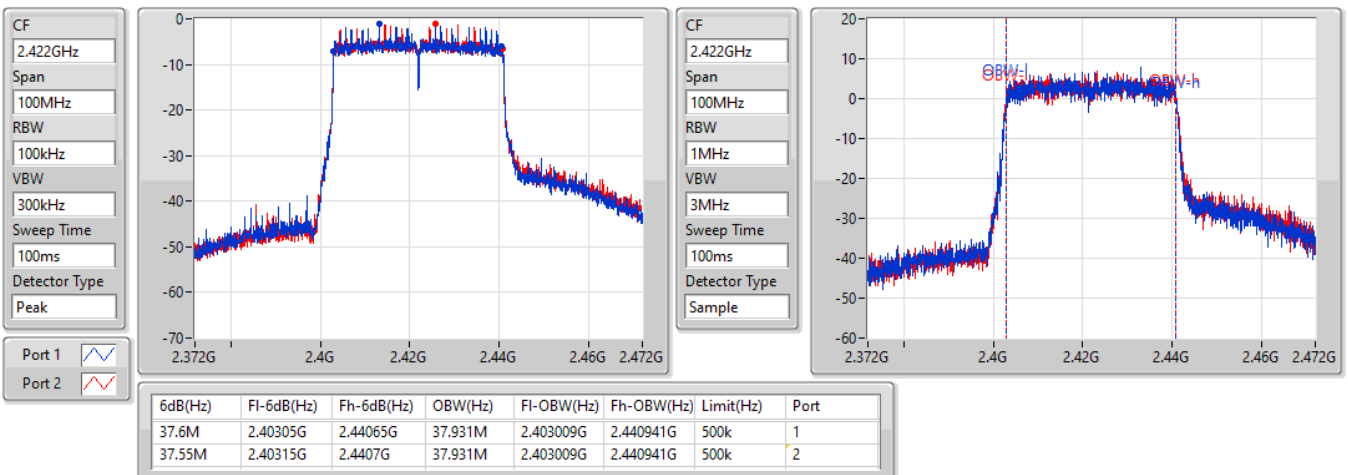 CF
2.422GHz
Span
100MHz
RBW
100kHz
VBW
300kHz
Sweep Time
100ms
Detector Type
Peak
Port 1
Port 2
0
-10
-20
-30
-40
-50
-60
-70
2.372G 2.4G 2.42G 2.44G 2.46G 2.472G
CF
2.422GHz
Span
100MHz
RBW
1MHz
VBW
3MHz
Sweep Time
100ms
Detector Type
Sample
20
10
0
-10
-20
-30
-40
-50
-60
OBW-l
OBW-h
2.372G 2.4G 2.42G 2.44G 2.46G 2.472G
6dB(Hz) Fl-6dB(Hz) Fh-6dB(Hz) OBW(Hz) Fl-OBW(Hz) Fh-OBW(Hz) Limit(Hz) Port
37.6M 2.40305G 2.44065G 37.931M 2.403009G 2.440941G 500k 1
37.55M 2.40315G 2.4407G 37.931M 2.403009G 2.440941G 500k 2